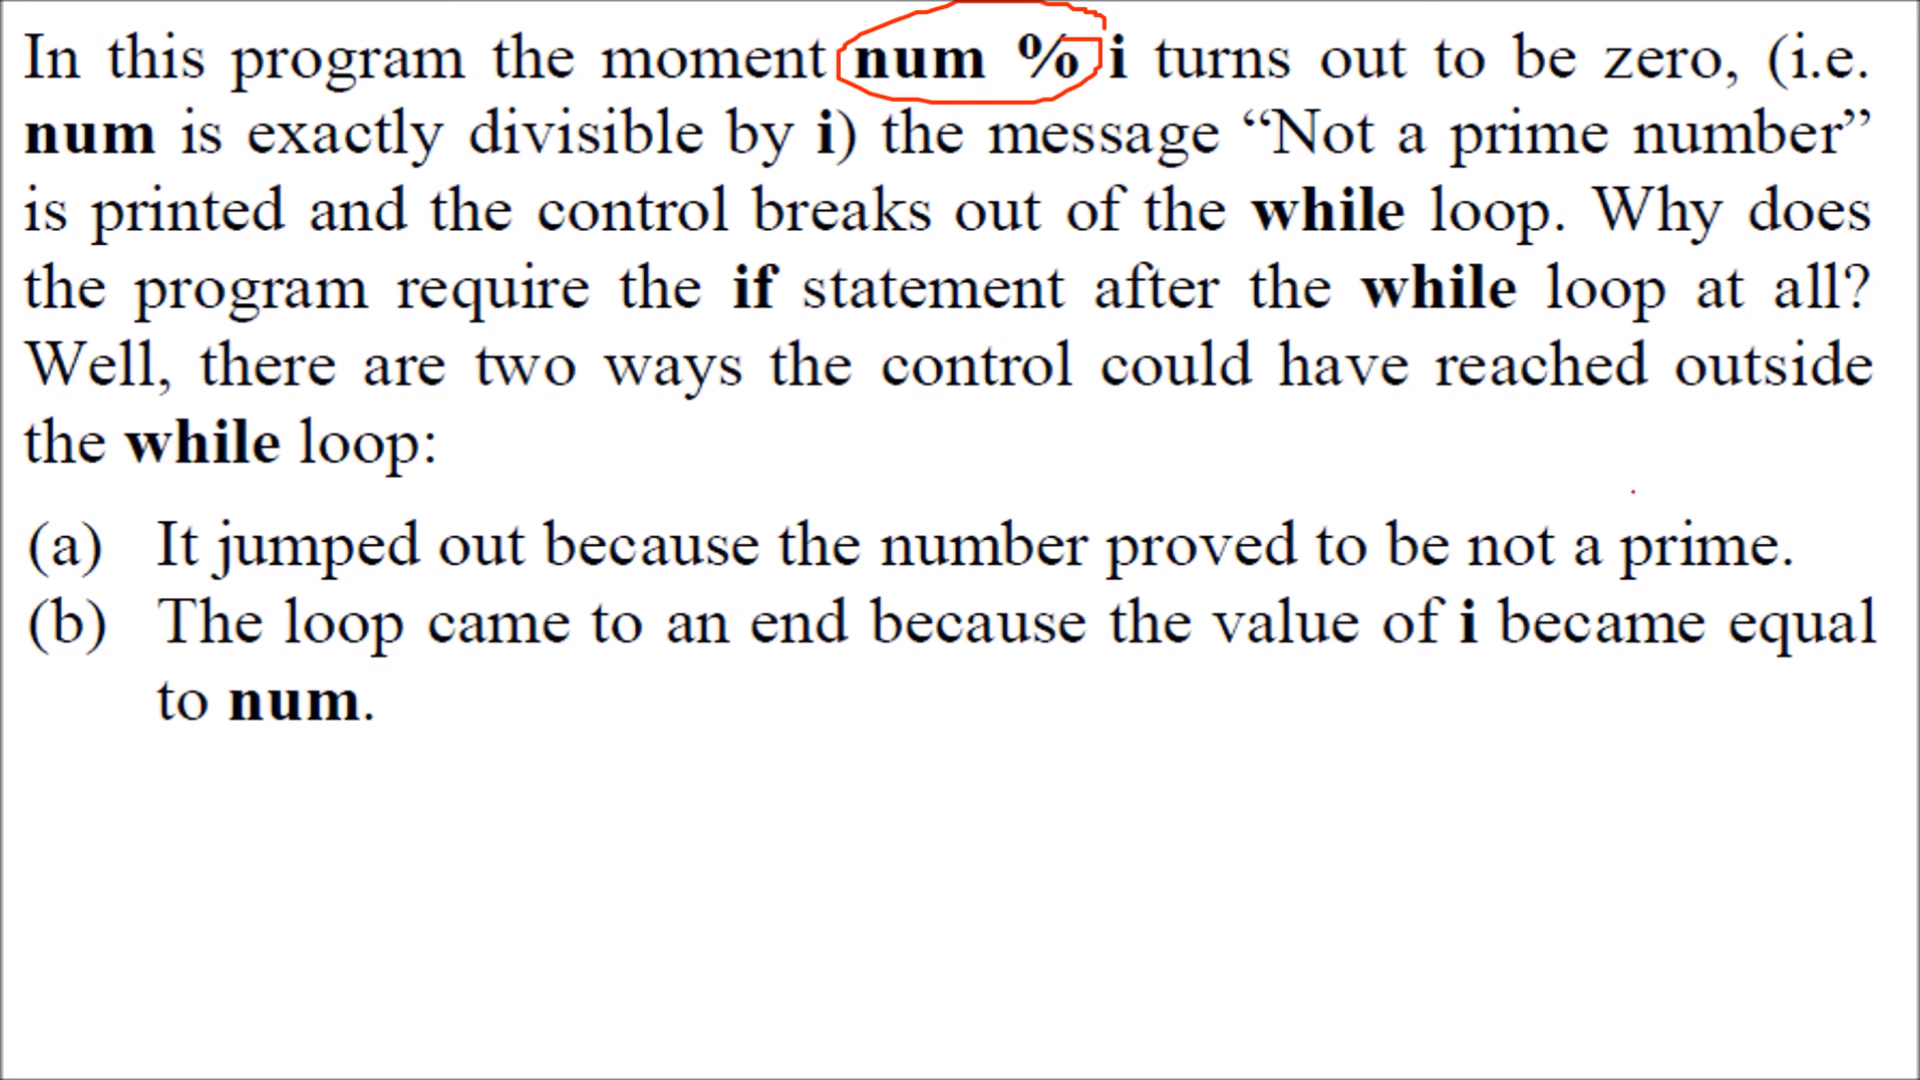 In this program the moment num % i turns out to be zero, (i.e.
num is exactly divisible by i) the message “Not a prime number”
is printed and the control breaks out of the while loop. Why does
the program require the if statement after the while loop at all?
Well, there are two ways the control could have reached outside
the while loop:
(a) It jumped out because the number proved to be not a prime.
(b) The loop came to an end because the value of i became equal
to num.